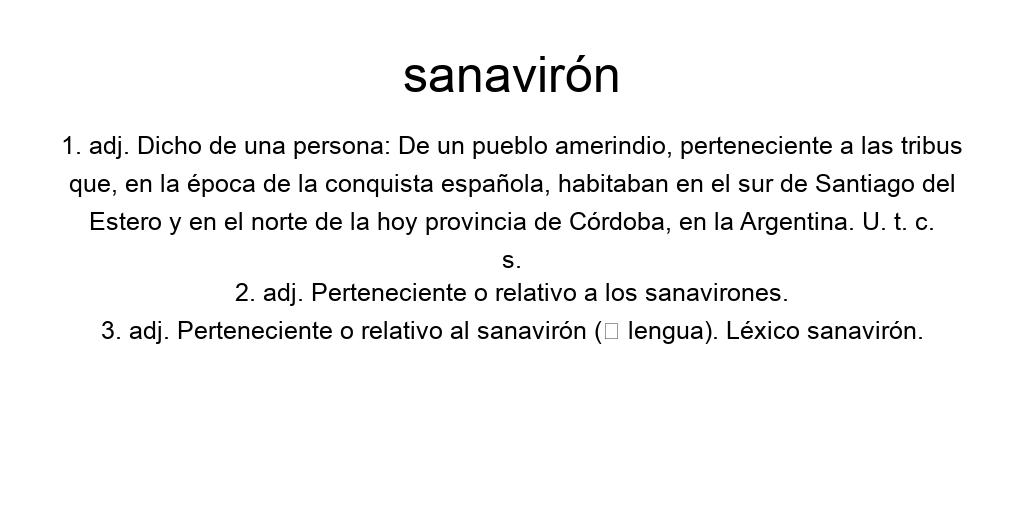 sanavirón
1. adj. Dicho de una persona: De un pueblo amerindio, perteneciente a las tribus
que, en la época de la conquista española, habitaban en el sur de Santiago del
Estero y en el norte de la hoy provincia de Córdoba, en la Argentina. U. t. c.
s.
2. adj. Perteneciente o relativo a los sanavirones.
3. adj. Perteneciente o relativo al sanavirón (□ lengua). Léxico sanavirón.